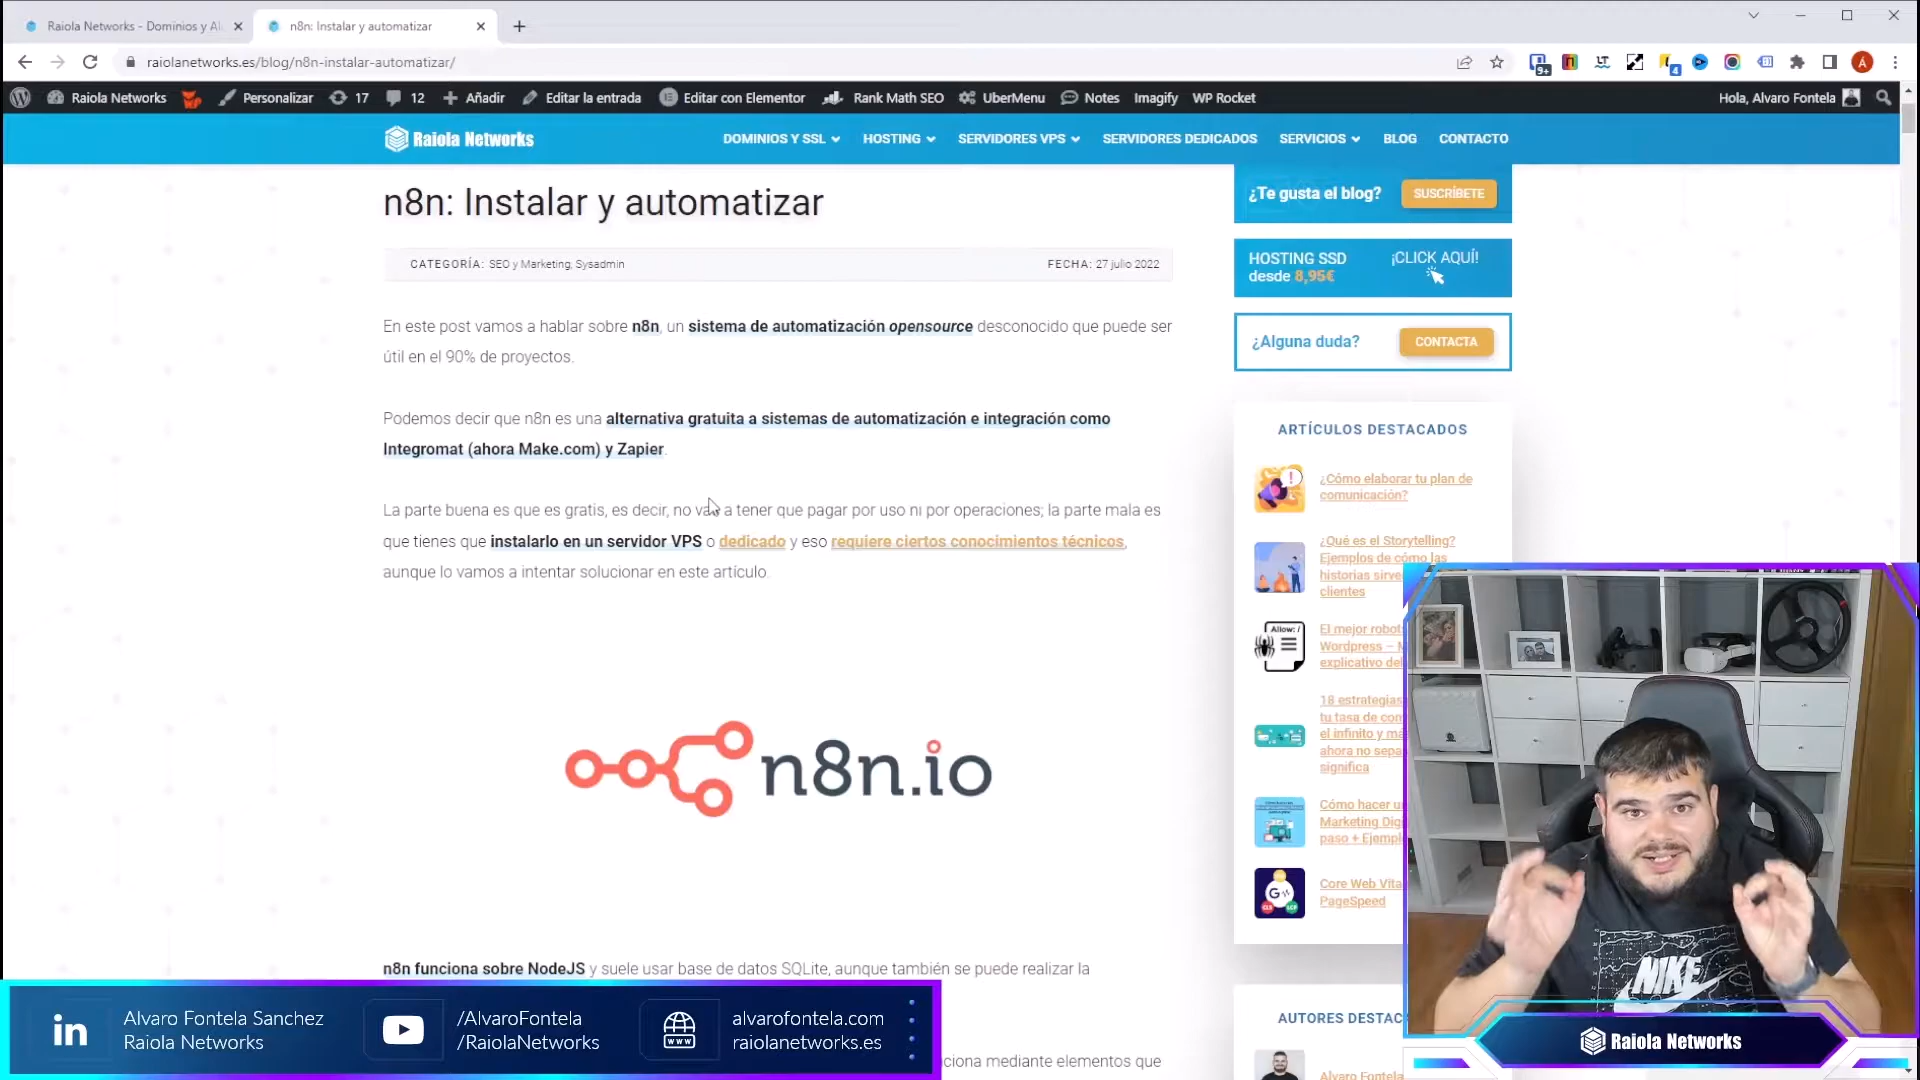 Raiola Networks - Dominios y Al
n8n: Instalar y automatizar
raiolanetworks.es/blog/n8n-instalar-automatizar/
9+
LT
4
Á
Raiola Networks
Personalizar
17
12
Añadir
Editar la entrada
Editar con Elementor
Rank Math SEO
UberMenu
Notes
Imagify
WP Rocket
Hola, Alvaro Fontela
Raiola Networks
DOMINIOS Y SSL
HOSTING
SERVIDORES VPS
SERVIDORES DEDICADOS
SERVICIOS
BLOG
CONTACTO
n8n: Instalar y automatizar
CATEGORÍA: SEO y Marketing, Sysadmin
FECHA: 27 julio 2022
En este post vamos a hablar sobre n8n, un sistema de automatización opensource desconocido que puede ser
útil en el 90% de proyectos.
Podemos decir que n8n es una alternativa gratuita a sistemas de automatización e integración como
Integromat (ahora Make.com) y Zapier.
La parte buena es que es gratis, es decir, no vas a tener que pagar por uso ni por operaciones; la parte mala es
que tienes que instalarlo en un servidor VPS o dedicado y eso requiere ciertos conocimientos técnicos,
aunque lo vamos a intentar solucionar en este artículo.
n8n.io
n8n funciona sobre NodeJS y suele usar base de datos SQLite, aunque también se puede realizar la
ciona mediante elementos que
¿Te gusta el blog?
SUSCRÍBETE
HOSTING SSD
desde 8,95€
¡CLICK AQUÍ!
¿Alguna duda?
CONTACTA
ARTÍCULOS DESTACADOS
¿Cómo elaborar tu plan de
comunicación?
¿Qué es el Storytelling?
Ejemplos de cómo las
historias sirve
clientes
Allow: /
El mejor robot
Wordpress – M
explicativo del
18 estrategias
tu tasa de con
el infinito y ma
ahora no sepa
significa
Cómo hacer u
Marketing Dig
paso + Ejemp
Core Web Vita
PageSpeed
AUTORES DESTAC
Alvaro Fontela
NIKE
Raiola Networks
in
Alvaro Fontela Sanchez
Raiola Networks
/AlvaroFontela
/RaiolaNetworks
www
alvarofontela.com
raiolanetworks.es